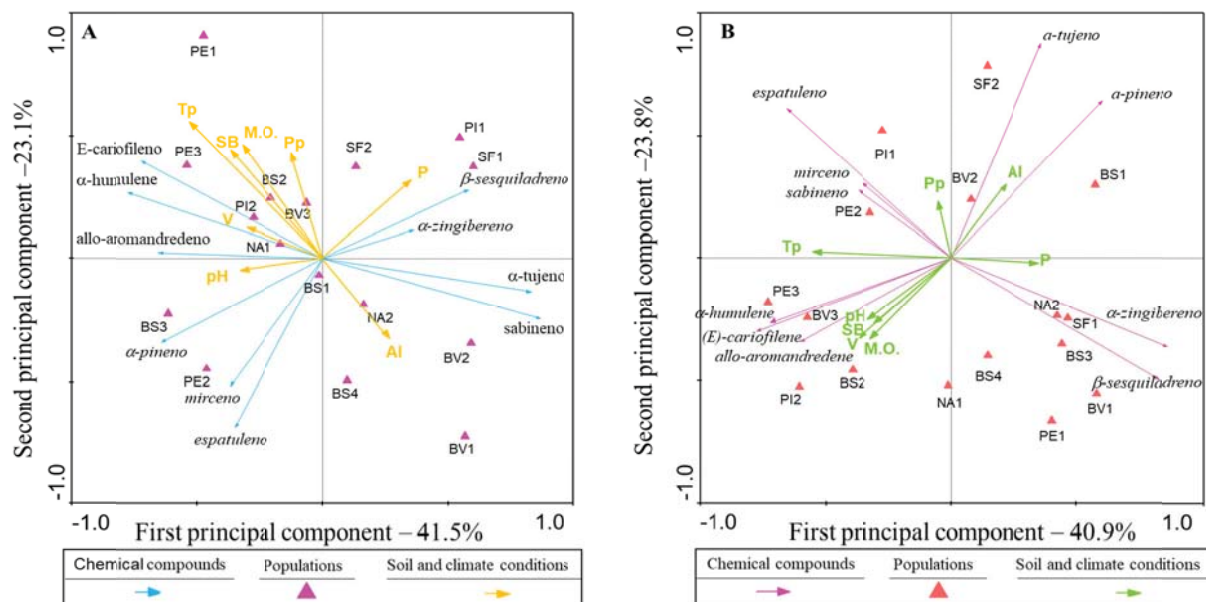 A
1.0
PE1
Tp
SB
M.O.
Pp
PI1
E-cariofileno
PE3
SF2
SF1
P
α-humulene
BS2
β-sesquiladreno
PI2
BV3
V
α-zingibereno
NA1
allo-aromandredeno
pH
BS1
α-tujeno
sabineno
NA2
BS3
Al
α-pineno
BV2
PE2
mirceno
BS4
espatuleno
BV1
-1.0
-1.0
1.0
Second principal component –23.1%
First principal component – 41.5%
Chemical compounds
Populations
Soil and climate conditions
B
1.0
α-tujeno
SF2
espatuleno
α-pineno
PI1
mirceno
sabineno
Pp
BV2
Al
BS1
PE2
Tp
P
PE3
α-humulene
BV3
pH
NA2
SF1
α-zingibereno
(E)-cariofileno
SB
V
M.O.
BS3
allo-aromandredene
BS2
BS4
PI2
NA1
β-sesquiladreno
BV1
PE1
-1.0
-1.0
1.0
Second principal component –23.8%
First principal component – 40.9%
Chemical compounds
Populations
Soil and climate conditions